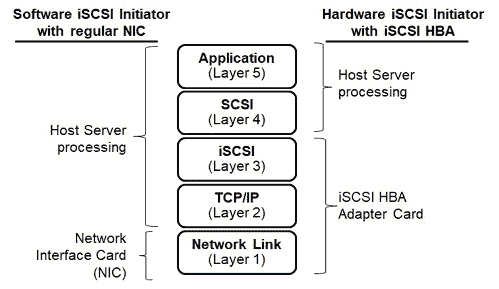 Software iSCSI Initiator
with regular NIC
Hardware iSCSI Initiator
with iSCSI HBA
Application
(Layer 5)
SCSI
(Layer 4)
iSCSI
(Layer 3)
TCP/IP
(Layer 2)
Network Link
(Layer 1)
Host Server
processing
Network
Interface Card
(NIC)
Host Server
processing
iSCSI HBA
Adapter Card